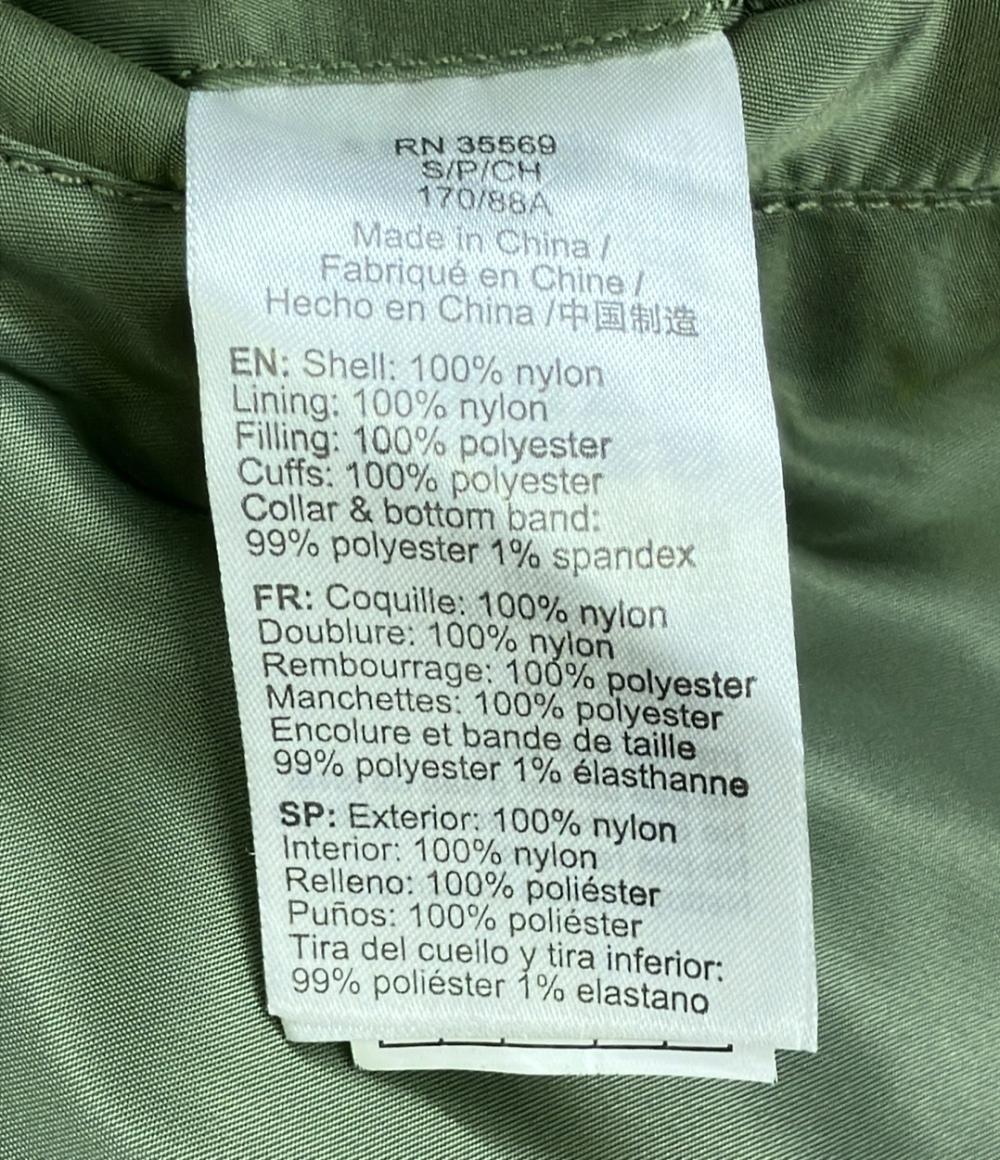 RN 35569
S/P/CH
170/88A
Made in China /
Fabriqué en Chine /
Hecho en China /中国制造
EN: Shell: 100% nylon
Lining: 100% nylon
Filling: 100% polyester
Cuffs: 100% polyester
Collar & bottom band:
99% polyester 1% spandex
FR: Coquille: 100% nylon
Doublure: 100% nylon
Rembourrage: 100% polyester
Manchettes: 100% polyester
Encolure et bande de taille
99% polyester 1% élasthanne
SP: Exterior: 100% nylon
Interior: 100% nylon
Relleno: 100% poliéster
Puños: 100% poliéster
Tira del cuello y tira inferior:
99% poliéster 1% elastano